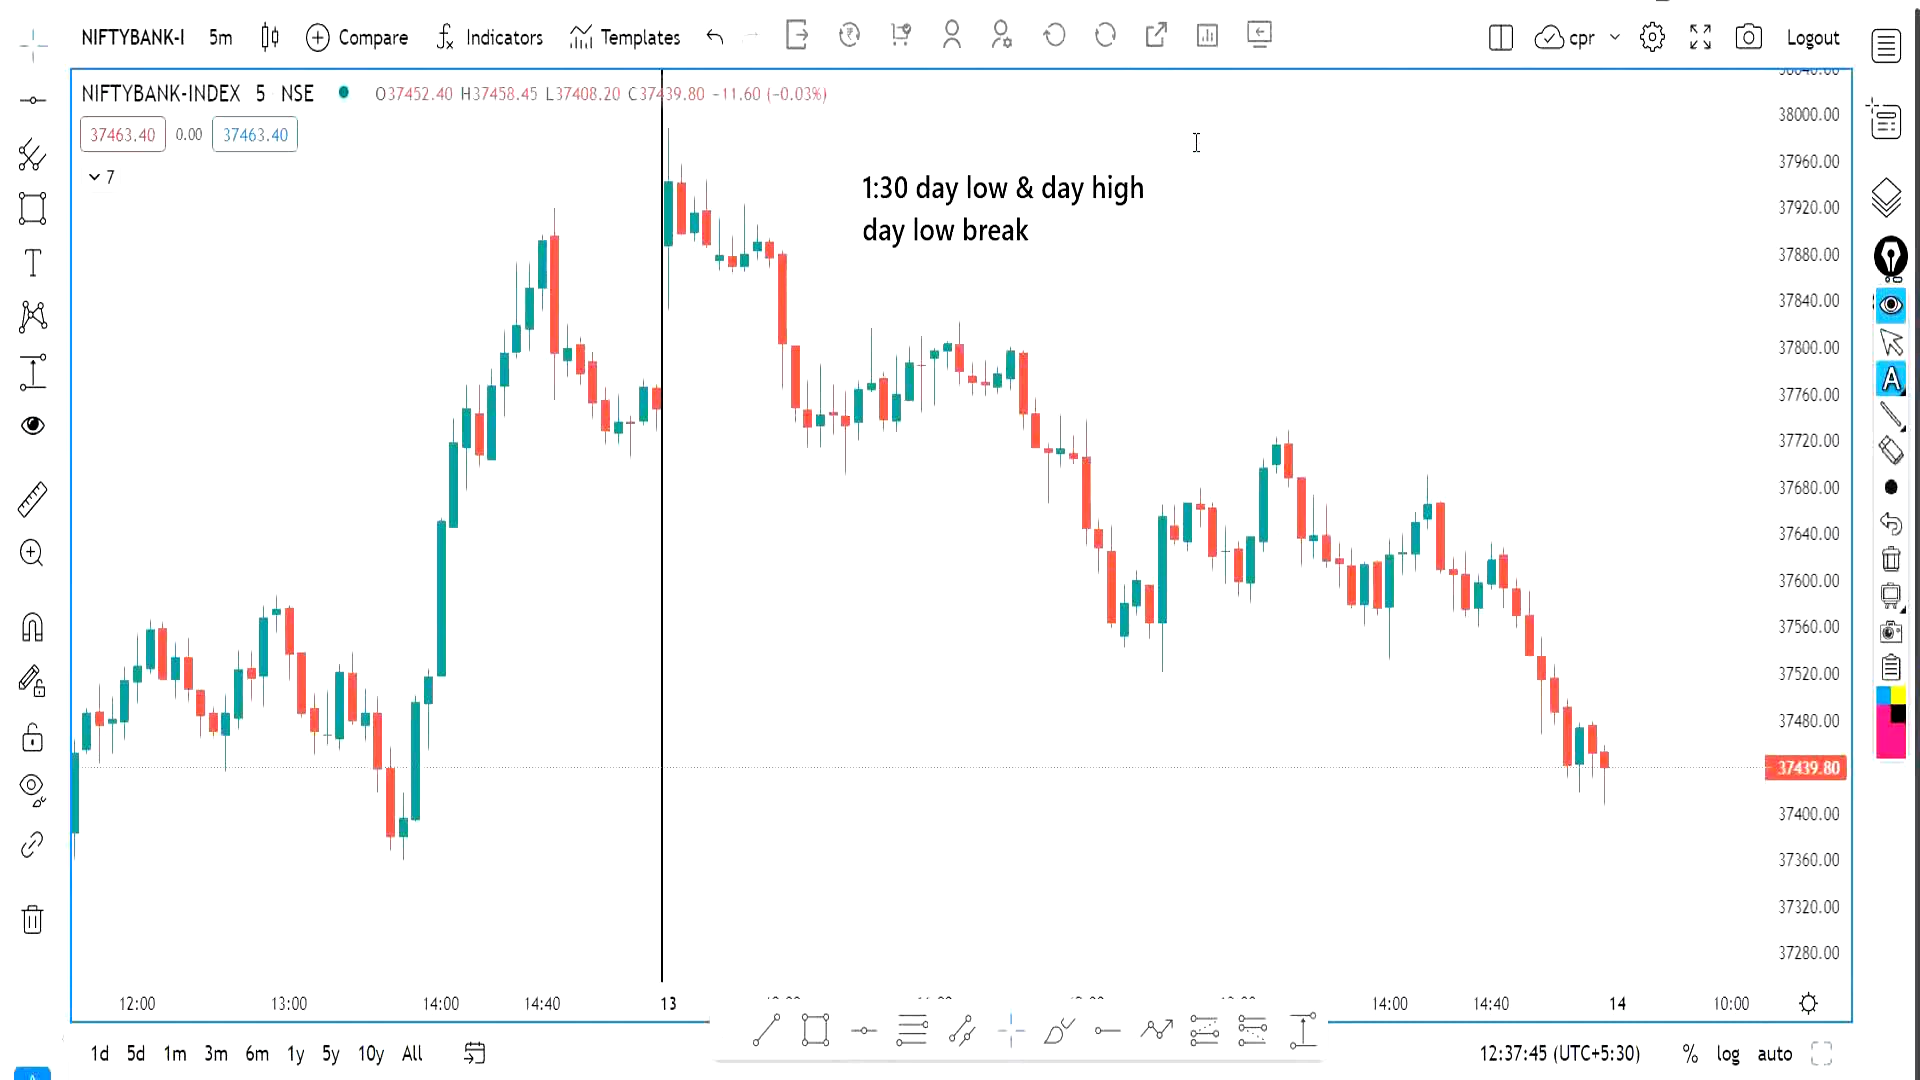 NIFTYBANK-I 5m Compare Indicators Templates cpr Logout
NIFTYBANK-INDEX 5 NSE O37452.40 H37458.45 L37408.20 C37439.80 −11.60 (−0.03%)
37463.40 0.00 37463.40
7
1:30 day low & day high
day low break
38000.00
37960.00
37920.00
37880.00
37840.00
37800.00
37760.00
37720.00
37680.00
37640.00
37600.00
37560.00
37520.00
37480.00
37439.80
37400.00
37360.00
37320.00
37280.00
12:00 13:00 14:00 14:40 13 14:00 14:40 14 10:00
1d 5d 1m 3m 6m 1y 5y 10y All 12:37:45 (UTC+5:30) % log auto